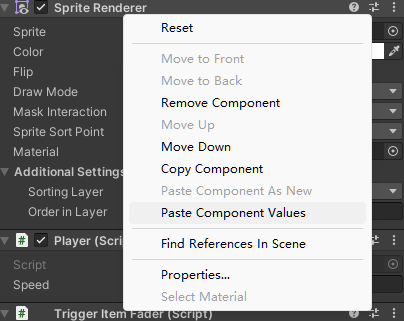 Sprite Renderer
Sprite
Color
Flip
Draw Mode
Mask Interaction
Sprite Sort Point
Material
Additional Settings
Sorting Layer
Order in Layer
Reset
Move to Front
Move to Back
Remove Component
Move Up
Move Down
Copy Component
Paste Component As New
Paste Component Values
Find References In Scene
Properties...
Select Material
# Player (Scri
Script
Speed
# Trigger Item Fader (Script)